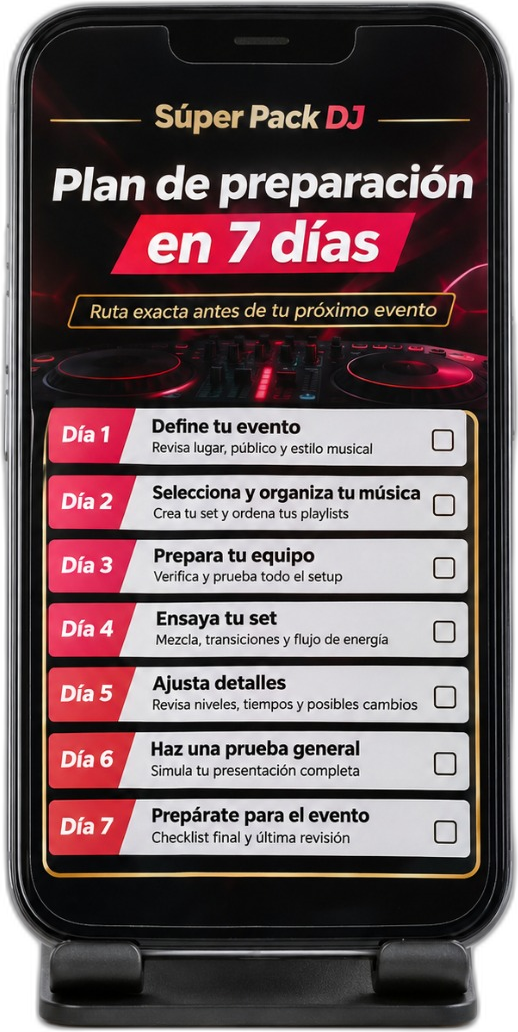 Súper Pack DJ
Plan de preparación
en 7 días
Ruta exacta antes de tu próximo evento
Día 1
Define tu evento
Revisa lugar, público y estilo musical
Día 2
Selecciona y organiza tu música
Crea tu set y ordena tus playlists
Día 3
Prepara tu equipo
Verifica y prueba todo el setup
Día 4
Ensaya tu set
Mezcla, transiciones y flujo de energía
Día 5
Ajusta detalles
Revisa niveles, tiempos y posibles cambios
Día 6
Haz una prueba general
Simula tu presentación completa
Día 7
Prepárate para el evento
Checklist final y última revisión